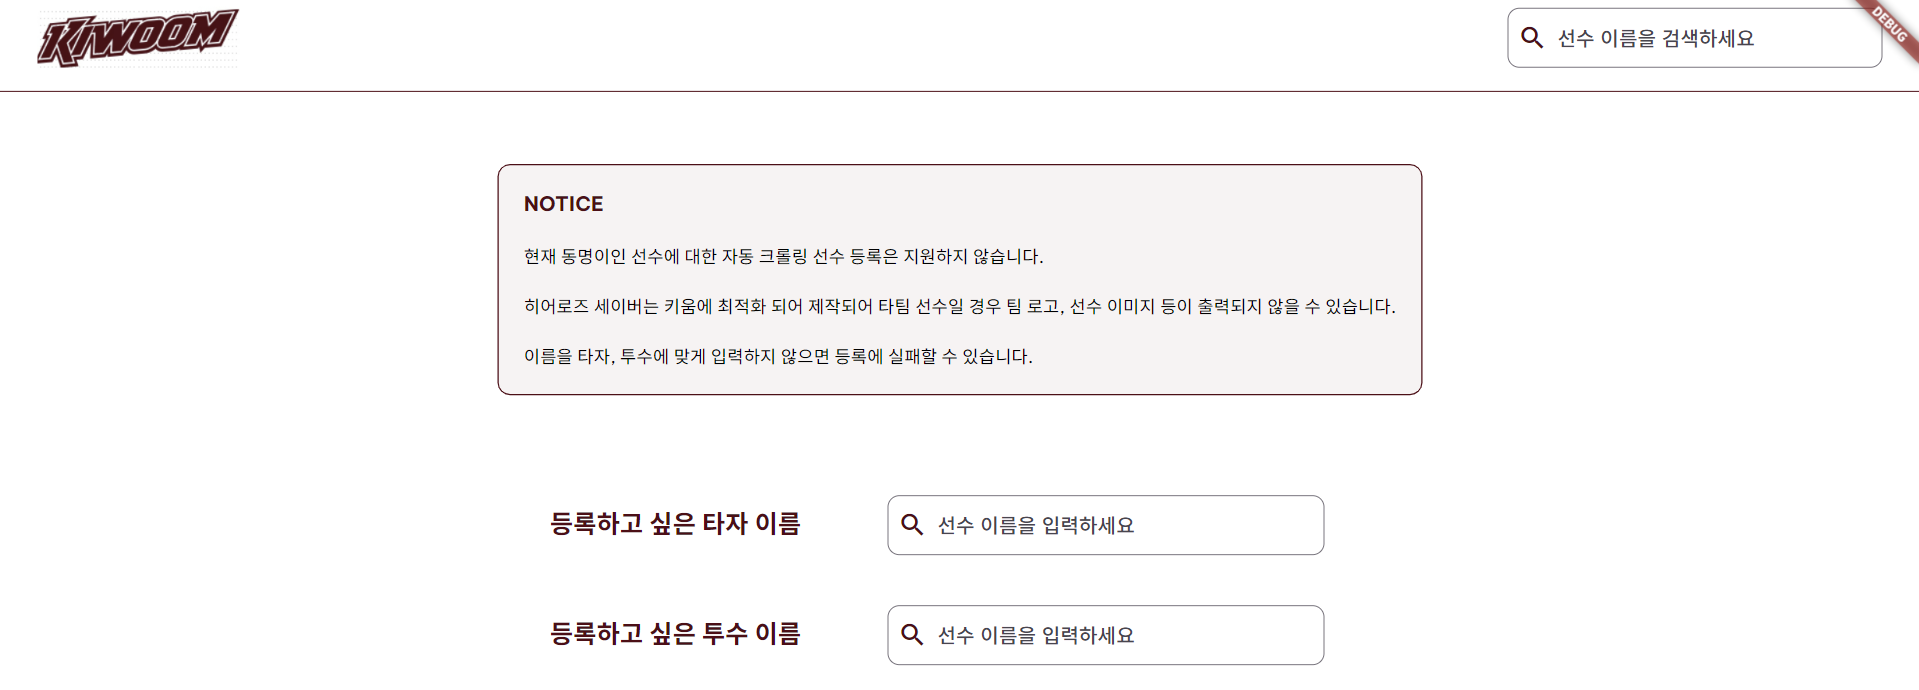 KIWOOM
선수 이름을 검색하세요
DEBUG
NOTICE
현재 동명이인 선수에 대한 자동 크롤링 선수 등록은 지원하지 않습니다.
히어로즈 세이버는 키움에 최적화 되어 제작되어 타팀 선수일 경우 팀 로고, 선수 이미지 등이 출력되지 않을 수 있습니다.
이름을 타자, 투수에 맞게 입력하지 않으면 등록에 실패할 수 있습니다.
등록하고 싶은 타자 이름
선수 이름을 입력하세요
등록하고 싶은 투수 이름
선수 이름을 입력하세요